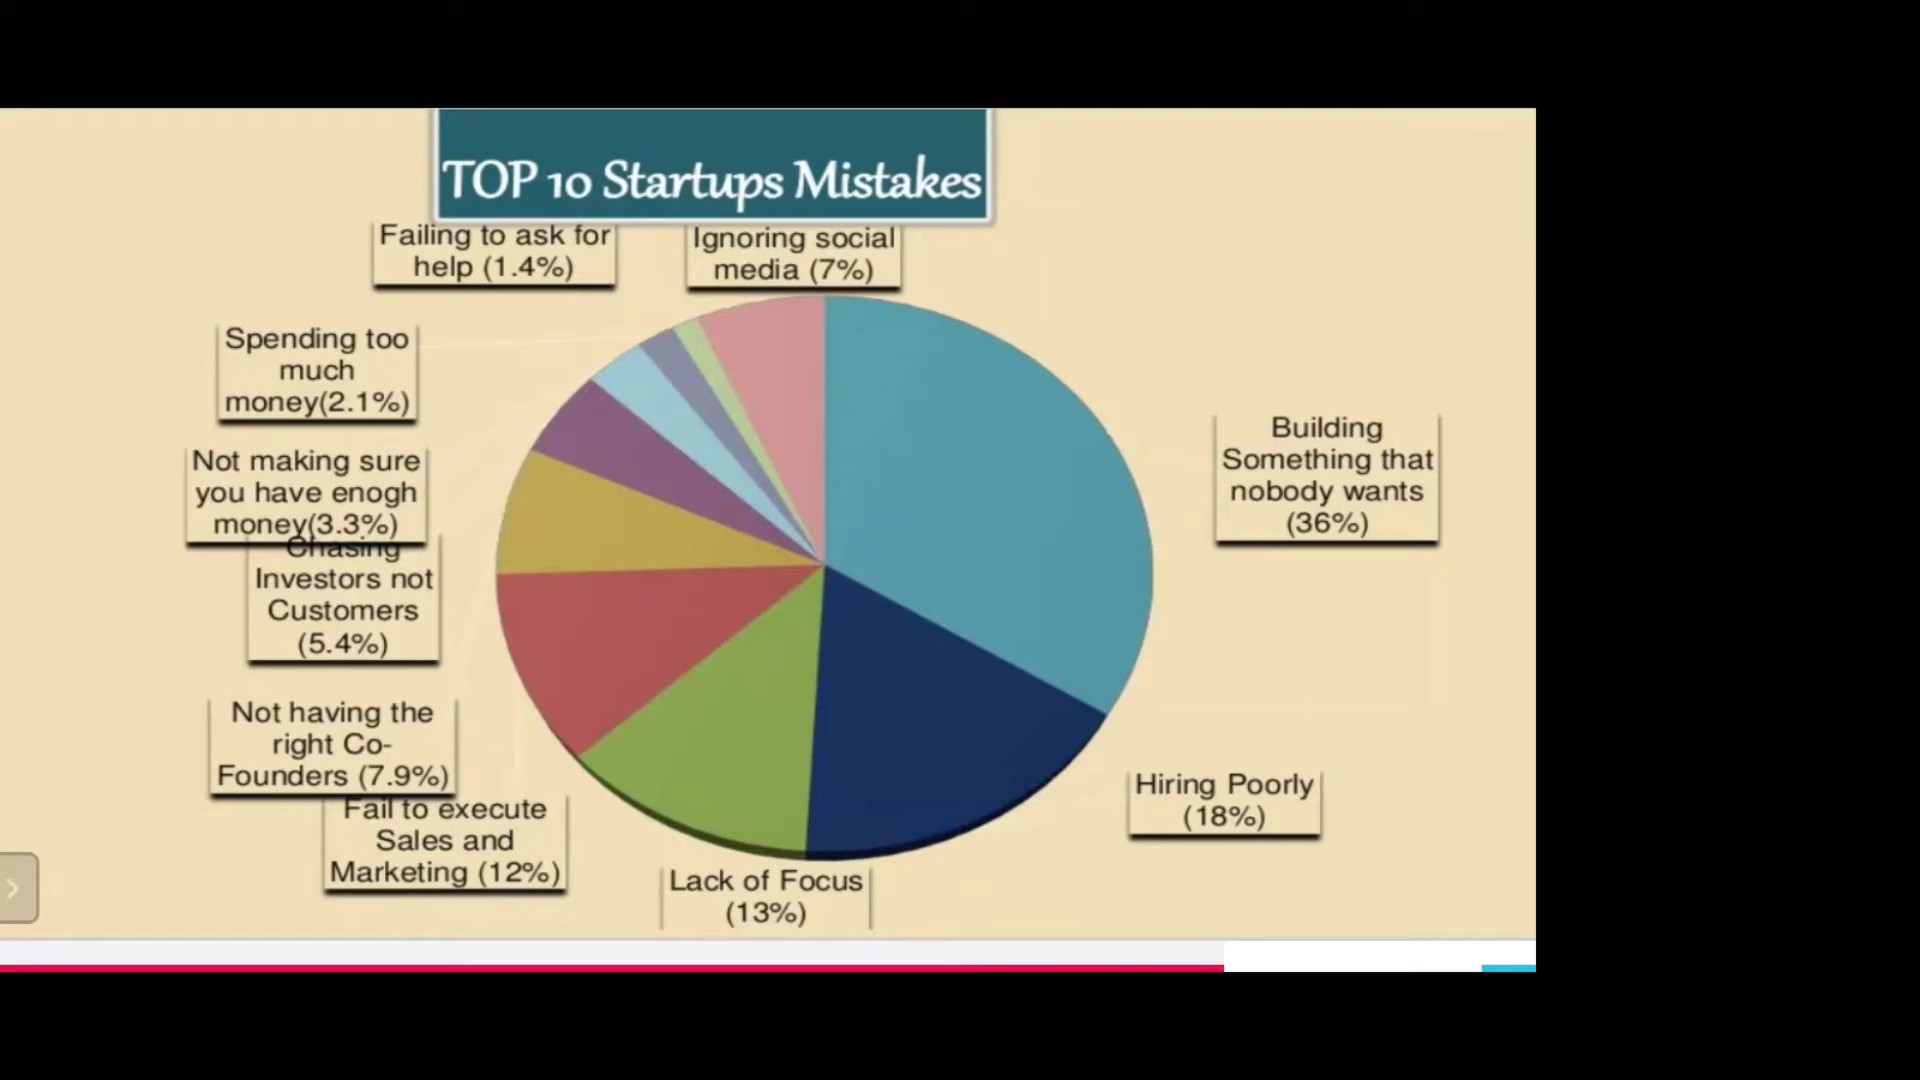 TOP 10 Startups Mistakes
Failing to ask for
help (1.4%)
Ignoring social
media (7%)
Spending too
much
money(2.1%)
Building
Something that
nobody wants
(36%)
Not making sure
you have enogh
money(3.3%)
Chasing
Investors not
Customers
(5.4%)
Not having the
right Co-
Founders (7.9%)
Hiring Poorly
(18%)
Fail to execute
Sales and
Marketing (12%)
Lack of Focus
(13%)